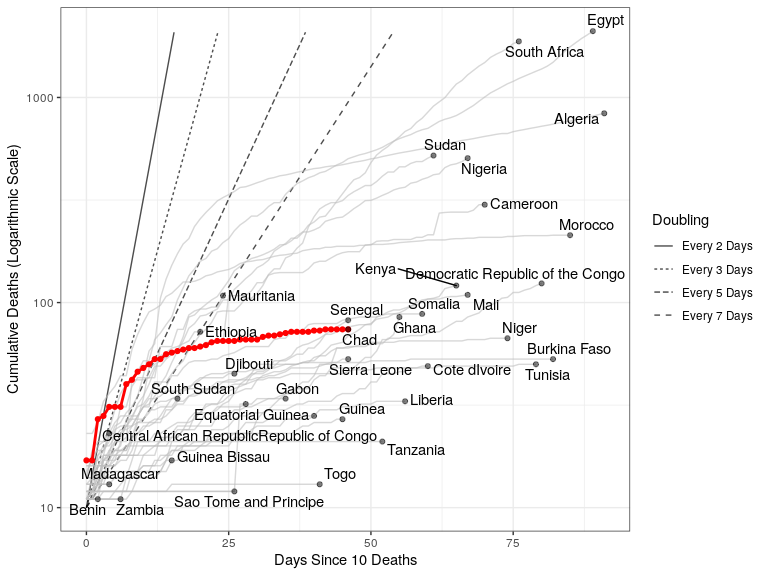 Egypt
South Africa
1000
Algeria
Sudan
Nigeria
Cameroon
Morocco
Kenya
Democratic Republic of the Congo
Mauritania
Somalia
Mali
100
Senegal
Ethiopia
Ghana
Niger
Chad
Burkina Faso
Djibouti
Sierra Leone
Cote dIvoire
Tunisia
South Sudan
Gabon
Liberia
Equatorial Guinea
Guinea
Central African Republic
Republic of Congo
Tanzania
Guinea Bissau
Madagascar
Togo
Sao Tome and Principe
10
Benin
Zambia
0
25
50
75
Days Since 10 Deaths
Cumulative Deaths (Logarithmic Scale)
Doubling
Every 2 Days
Every 3 Days
Every 5 Days
Every 7 Days